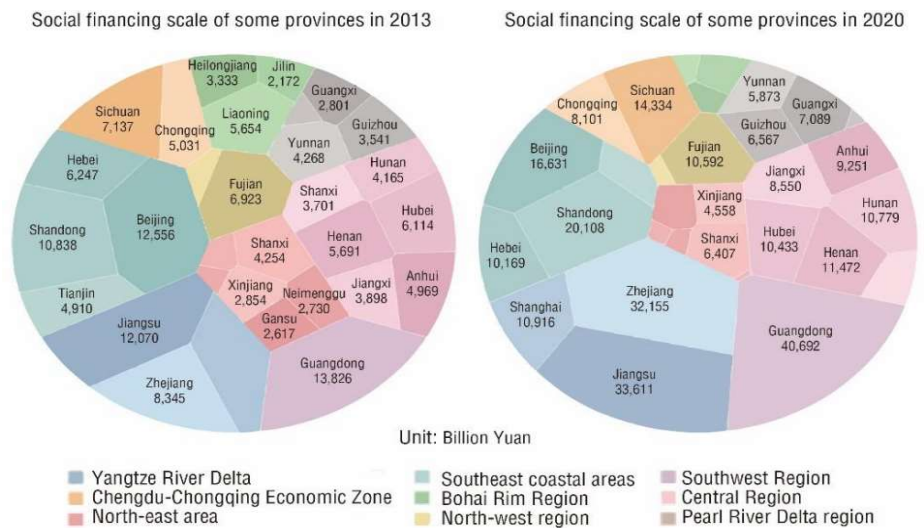 Social financing scale of some provinces in 2013
Social financing scale of some provinces in 2020
Heilongjiang
3,333
Jilin
2,172
Guangxi
2,801
Sichuan
7,137
Chongqing
5,031
Liaoning
5,654
Guizhou
3,541
Yunnan
4,268
Hebei
6,247
Hunan
4,165
Fujian
6,923
Shanxi
3,701
Beijing
12,556
Hubei
6,114
Shandong
10,838
Shanxi
4,254
Henan
5,691
Tianjin
4,910
Xinjiang
2,854
Neimenggu
2,730
Jiangxi
3,898
Anhui
4,969
Jiangsu
12,070
Gansu
2,617
Guangdong
13,826
Zhejiang
8,345
Chongqing
8,101
Sichuan
14,334
Yunnan
5,873
Guangxi
7,089
Guizhou
6,567
Beijing
16,631
Fujian
10,592
Anhui
9,251
Jiangxi
8,550
Xinjiang
4,558
Hunan
10,779
Shandong
20,108
Shanxi
6,407
Hubei
10,433
Hebei
10,169
Henan
11,472
Zhejiang
32,155
Shanghai
10,916
Guangdong
40,692
Jiangsu
33,611
Unit: Billion Yuan
Yangtze River Delta
Southeast coastal areas
Southwest Region
Chengdu-Chongqing Economic Zone
Bohai Rim Region
Central Region
North-east area
North-west region
Pearl River Delta region